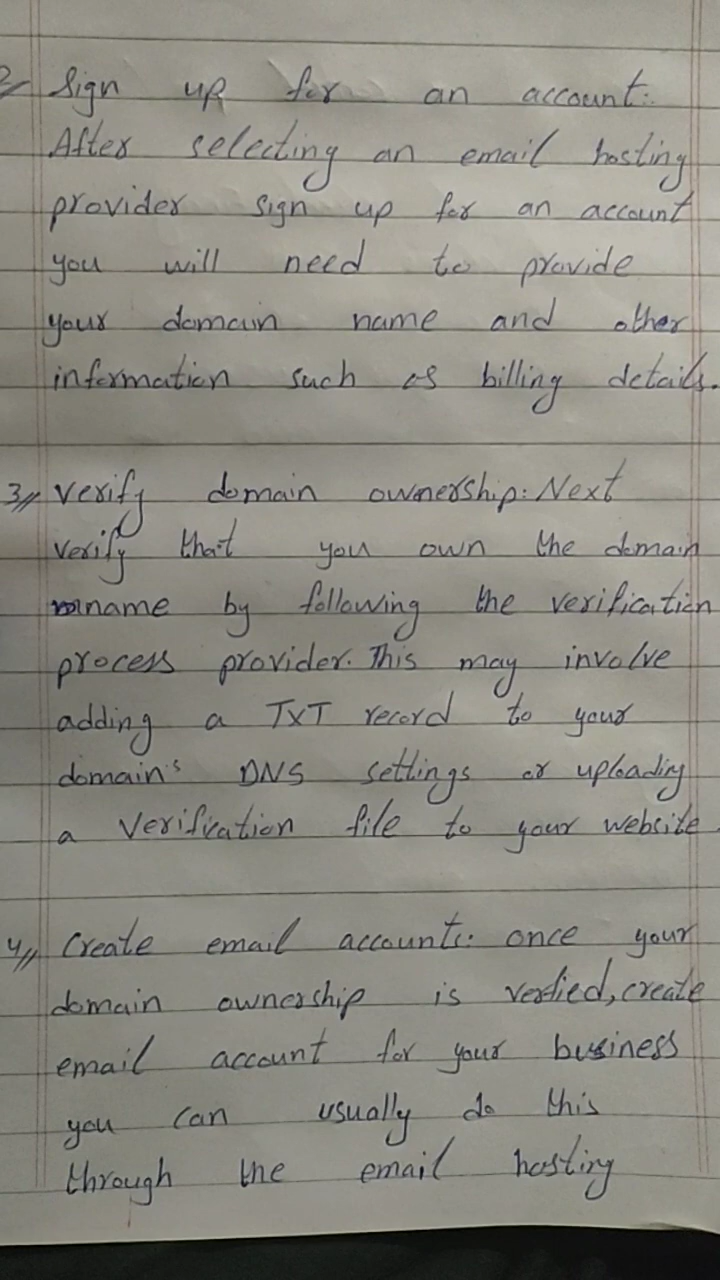 2- Sign up for an account:
After selecting an email hosting
provider sign up for an account
you will need to provide
your domain name and other
information such as billing details.
3// Verify domain ownership: Next
verify that you own the domain
name by following the verification
process provider. This may involve
adding a TXT record to your
domain's DNS settings or uploading
a Verification file to your website.
4// Create email accounts: once your
domain ownership is verfied, create
email account for your business
you can usually do this
through the email hosting